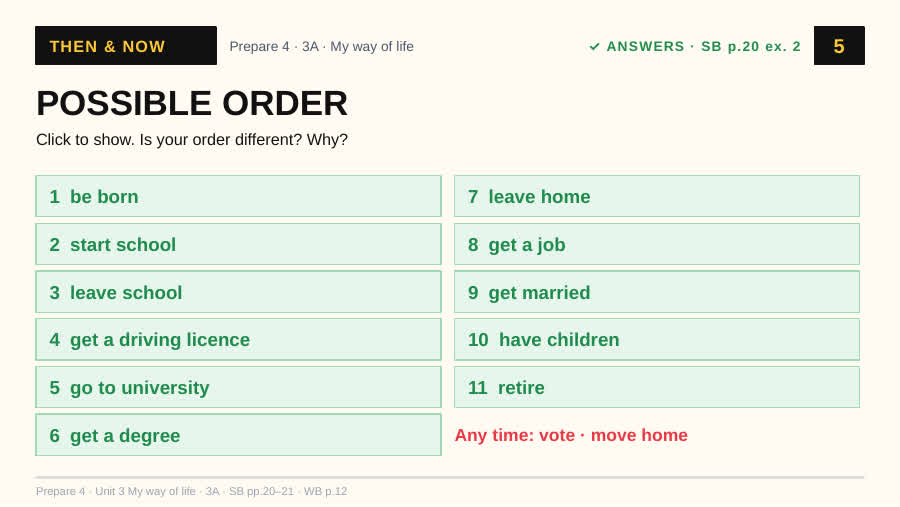 THEN & NOW
Prepare 4 · 3A · My way of life
✓ ANSWERS · SB p.20 ex. 2
5
POSSIBLE ORDER
Click to show. Is your order different? Why?
1 be born
2 start school
3 leave school
4 get a driving licence
5 go to university
6 get a degree
7 leave home
8 get a job
9 get married
10 have children
11 retire
Any time: vote · move home
Prepare 4 · Unit 3 My way of life · 3A · SB pp.20–21 · WB p.12